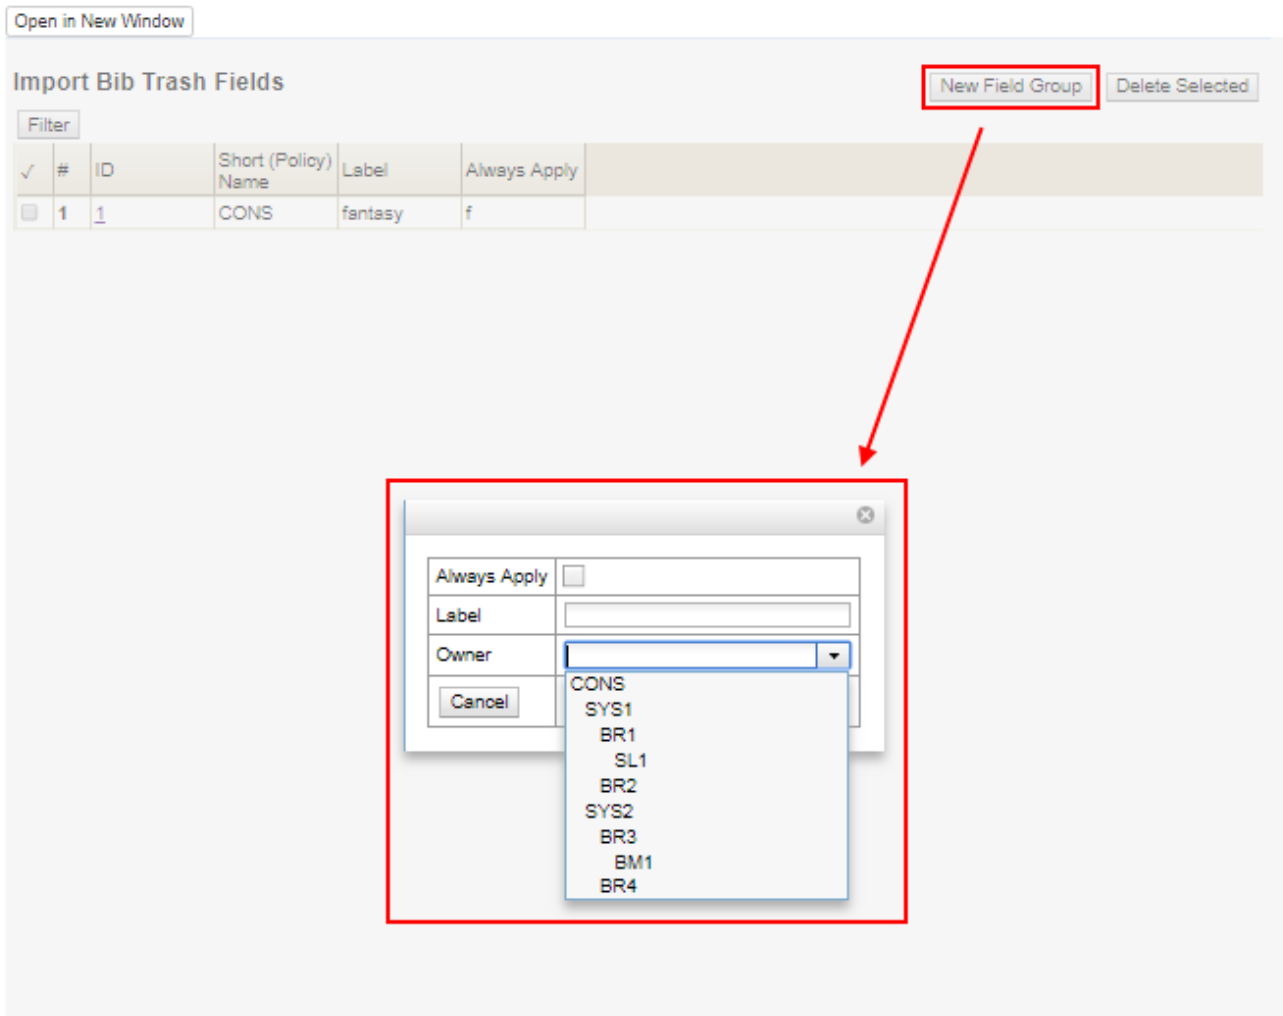 Open in New Window
Import Bib Trash Fields
New Field Group
Delete Selected
Filter
✓ # ID Short (Policy) Name Label Always Apply
1 1 CONS fantasy f
Always Apply
Label
Owner
Cancel
CONS
SYS1
BR1
SL1
BR2
SYS2
BR3
BM1
BR4